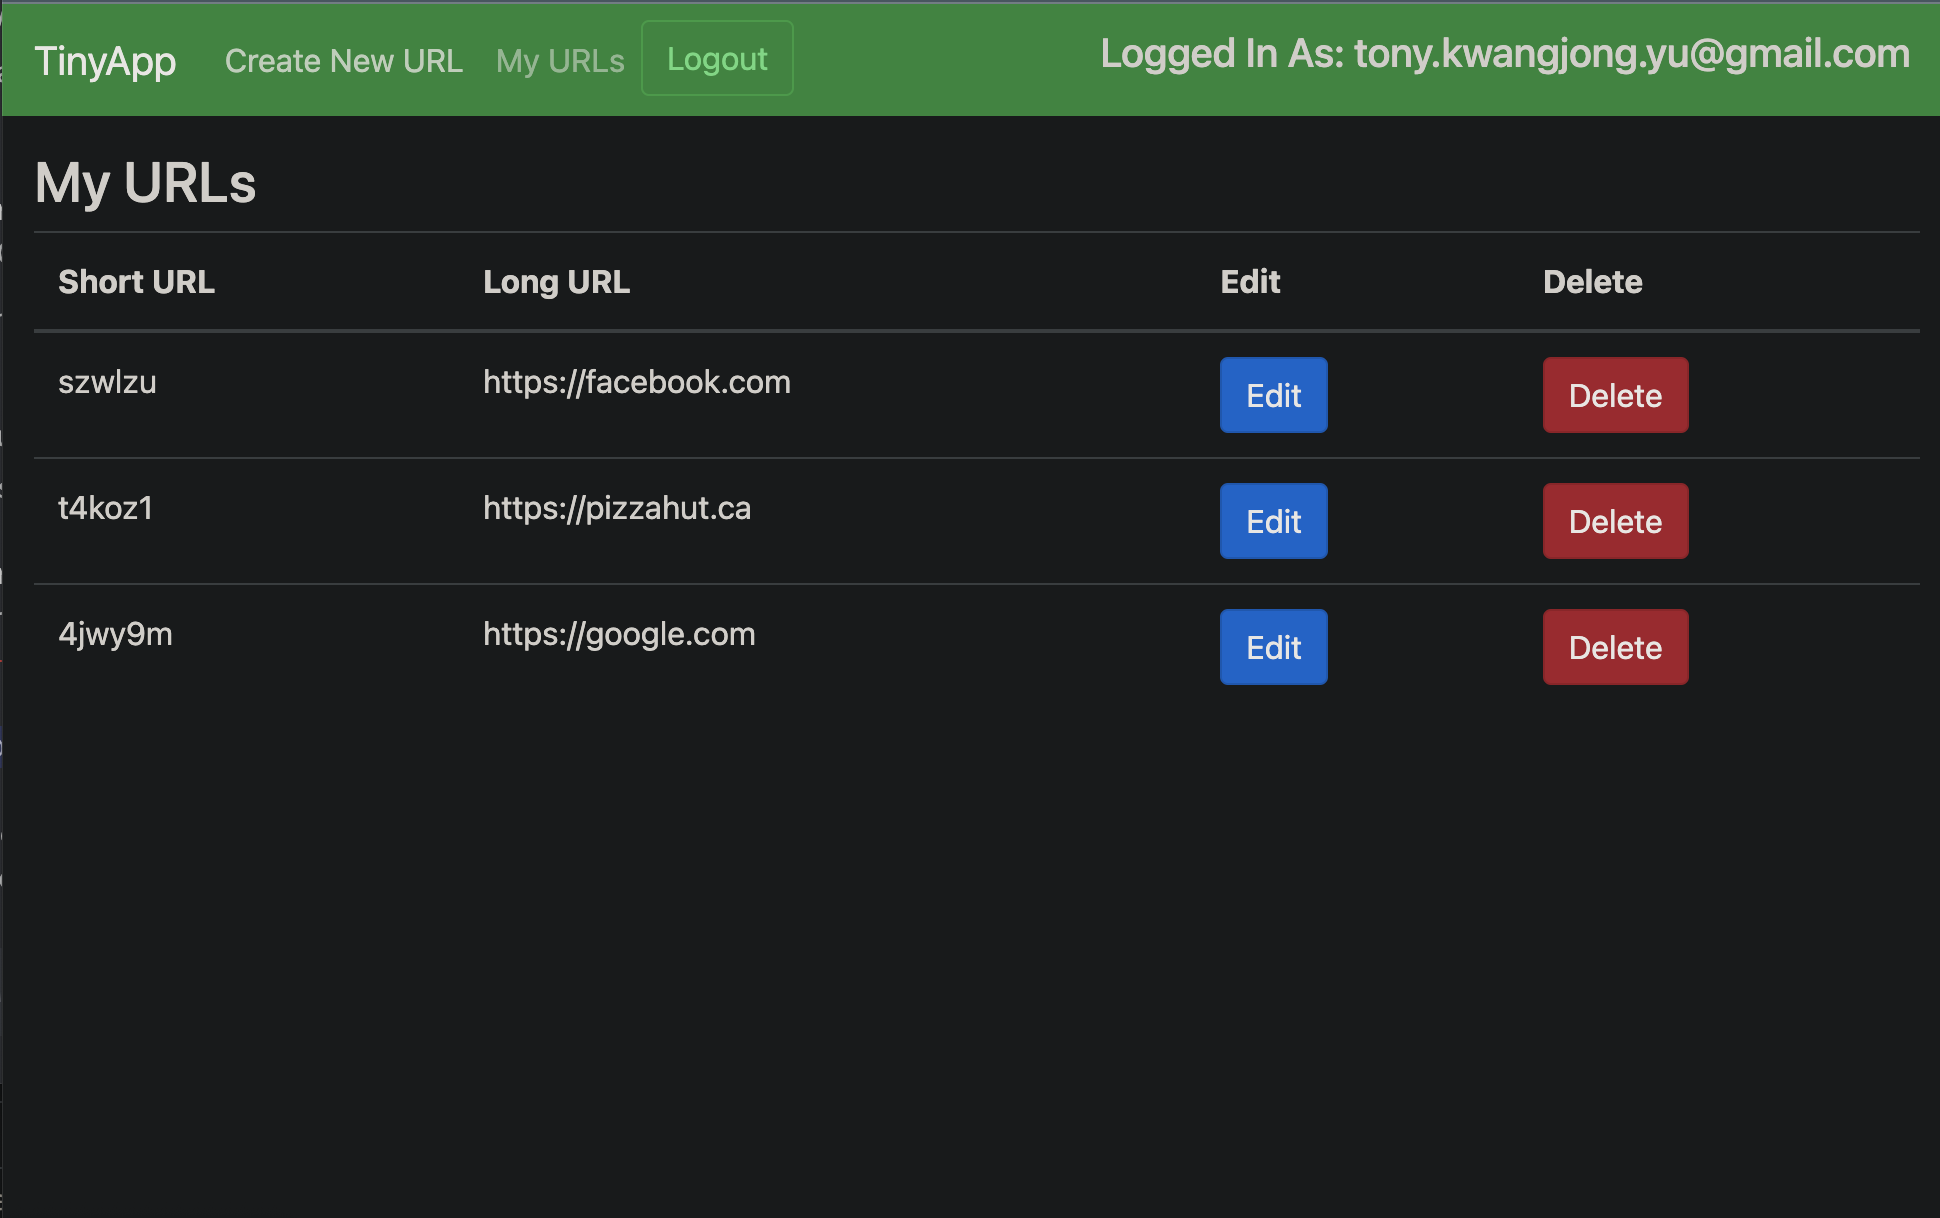 TinyApp Create New URL My URLs Logout Logged In As: tony.kwangjong.yu@gmail.com
My URLs
Short URL Long URL Edit Delete
szwlzu https://facebook.com Edit Delete
t4koz1 https://pizzahut.ca Edit Delete
4jwy9m https://google.com Edit Delete